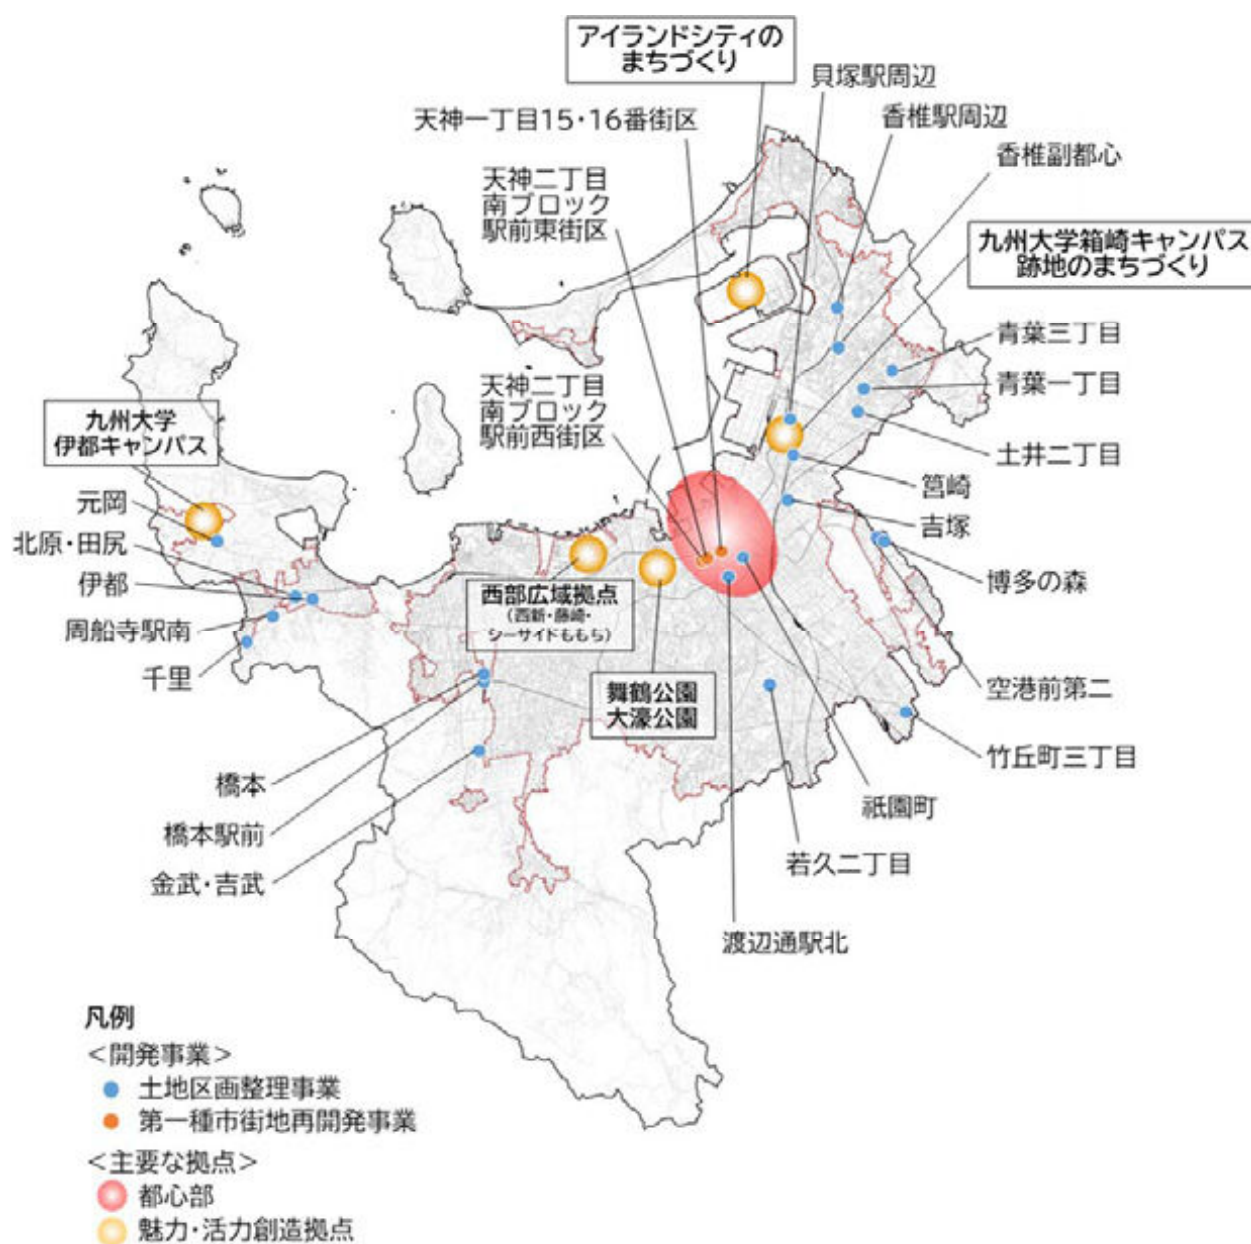 アイランドシティの
まちづくり
貝塚駅周辺
天神一丁目15・16番街区
香椎駅周辺
香椎副都心
天神二丁目
南ブロック
駅前東街区
九州大学箱崎キャンパス
跡地のまちづくり
青葉三丁目
青葉一丁目
天神二丁目
南ブロック
駅前西街区
九州大学
伊都キャンパス
土井二丁目
筥崎
元岡
吉塚
北原・田尻
博多の森
伊都
西部広域拠点
（西新・藤崎・
シーサイドももち）
周船寺駅南
千里
舞鶴公園
大濠公園
空港前第二
竹丘町三丁目
橋本
祇園町
橋本駅前
若久二丁目
金武・吉武
渡辺通駅北
凡例
＜開発事業＞
土地区画整理事業
第一種市街地再開発事業
＜主要な拠点＞
都心部
魅力・活力創造拠点